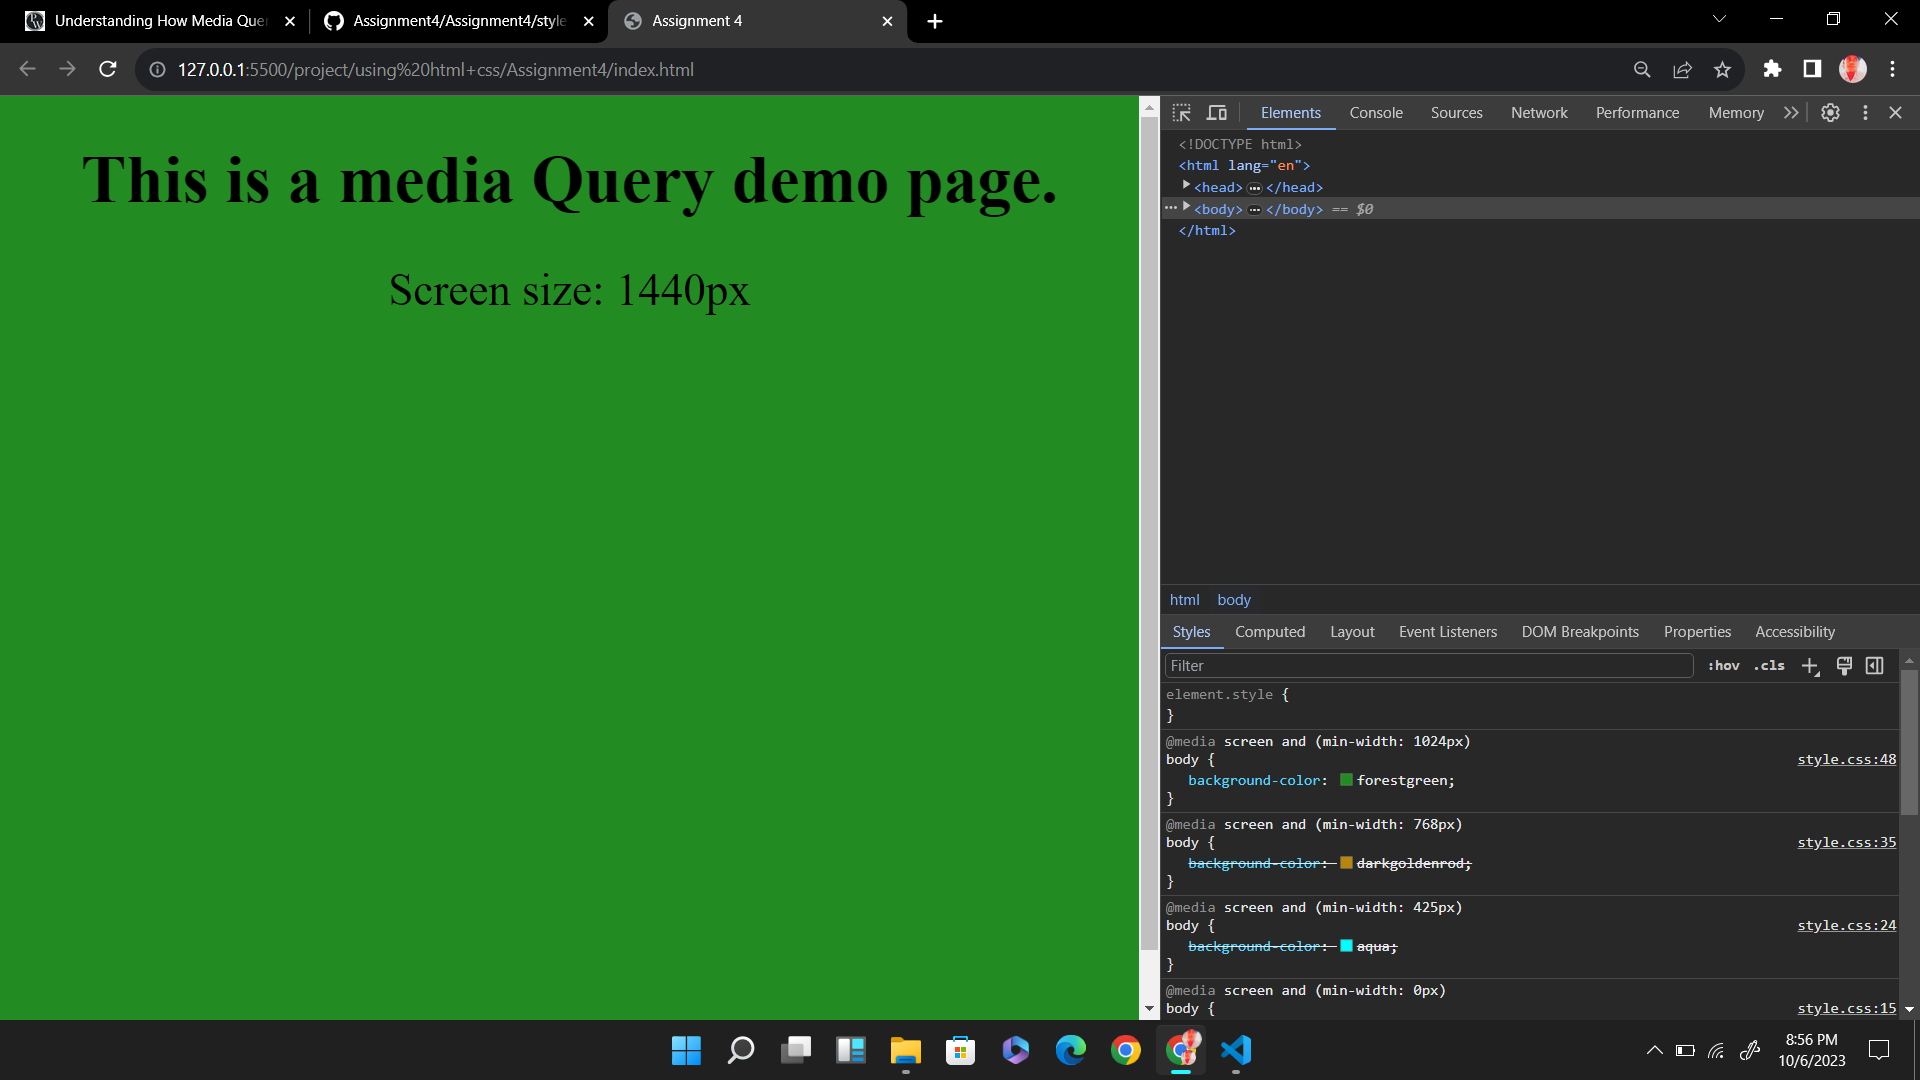 Understanding How Media Que
Assignment4/Assignment4/style
Assignment 4
127.0.0.1:5500/project/using%20html+css/Assignment4/index.html
This is a media Query demo page.
Screen size: 1440px
Elements Console Sources Network Performance Memory
<!DOCTYPE html>
<html lang="en">
<head> ••• </head>
••• <body> ••• </body> == $0
</html>
html body
Styles Computed Layout Event Listeners DOM Breakpoints Properties Accessibility
Filter :hov .cls
element.style {
}
@media screen and (min-width: 1024px)
body { style.css:48
background-color: forestgreen;
}
@media screen and (min-width: 768px)
body { style.css:35
background-color: darkgoldenrod;
}
@media screen and (min-width: 425px)
body { style.css:24
background-color: aqua;
}
@media screen and (min-width: 0px)
body { style.css:15
8:56 PM
10/6/2023